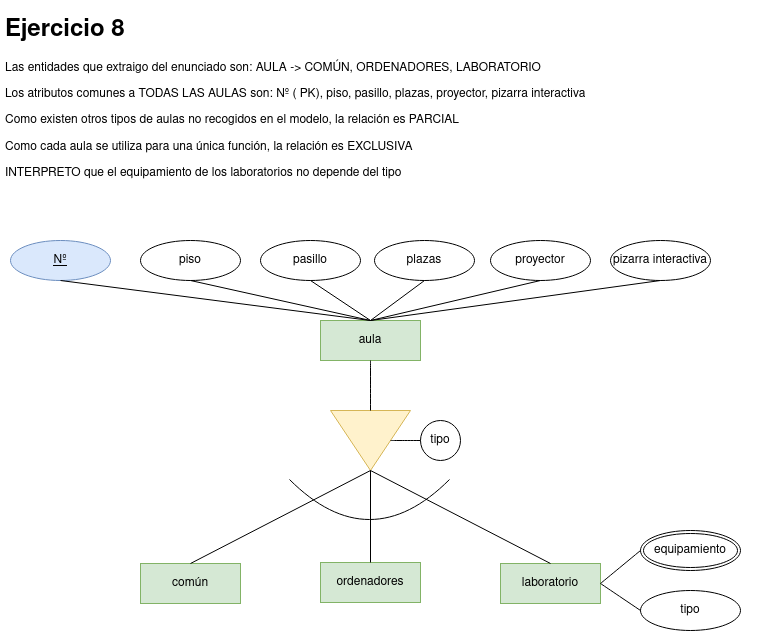 Ejercicio 8
Las entidades que extraigo del enunciado son: AULA -> COMÚN, ORDENADORES, LABORATORIO
Los atributos comunes a TODAS LAS AULAS son: Nº ( PK), piso, pasillo, plazas, proyector, pizarra interactiva
Como existen otros tipos de aulas no recogidos en el modelo, la relación es PARCIAL
Como cada aula se utiliza para una única función, la relación es EXCLUSIVA
INTERPRETO que el equipamiento de los laboratorios no depende del tipo
Nº
piso
pasillo
plazas
proyector
pizarra interactiva
aula
tipo
común
ordenadores
laboratorio
equipamiento
tipo